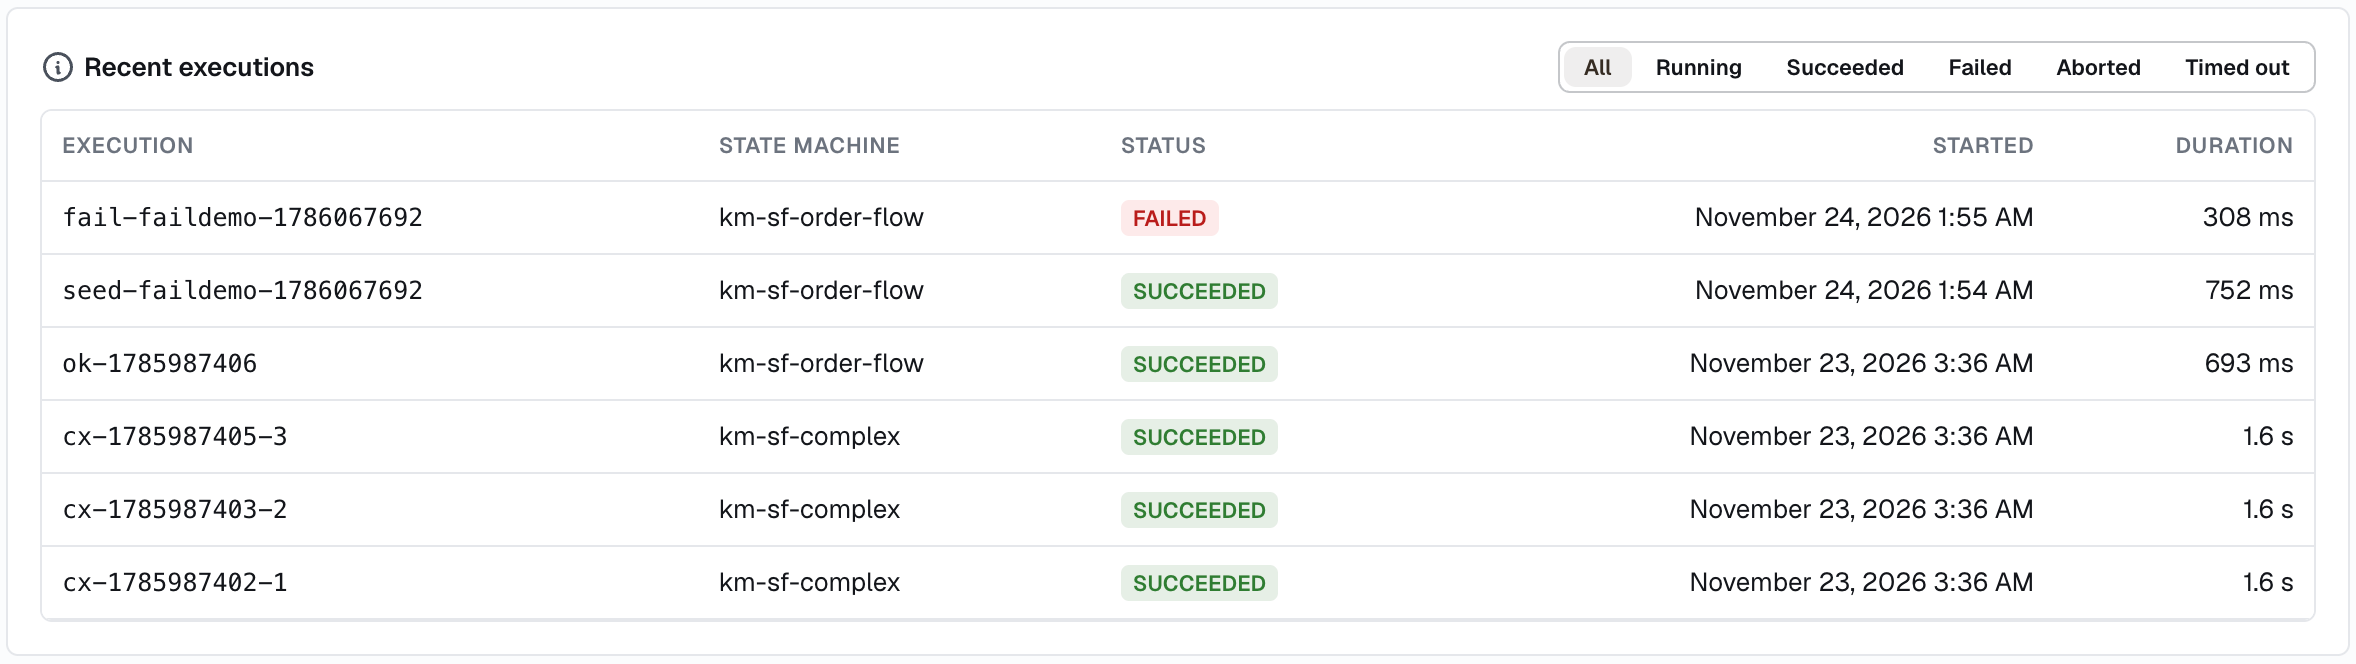 Recent executions
All Running Succeeded Failed Aborted Timed out
EXECUTION STATE MACHINE STATUS STARTED DURATION
fail-faildemo-1786067692 km-sf-order-flow FAILED November 24, 2026 1:55 AM 308 ms
seed-faildemo-1786067692 km-sf-order-flow SUCCEEDED November 24, 2026 1:54 AM 752 ms
ok-1785987406 km-sf-order-flow SUCCEEDED November 23, 2026 3:36 AM 693 ms
cx-1785987405-3 km-sf-complex SUCCEEDED November 23, 2026 3:36 AM 1.6 s
cx-1785987403-2 km-sf-complex SUCCEEDED November 23, 2026 3:36 AM 1.6 s
cx-1785987402-1 km-sf-complex SUCCEEDED November 23, 2026 3:36 AM 1.6 s